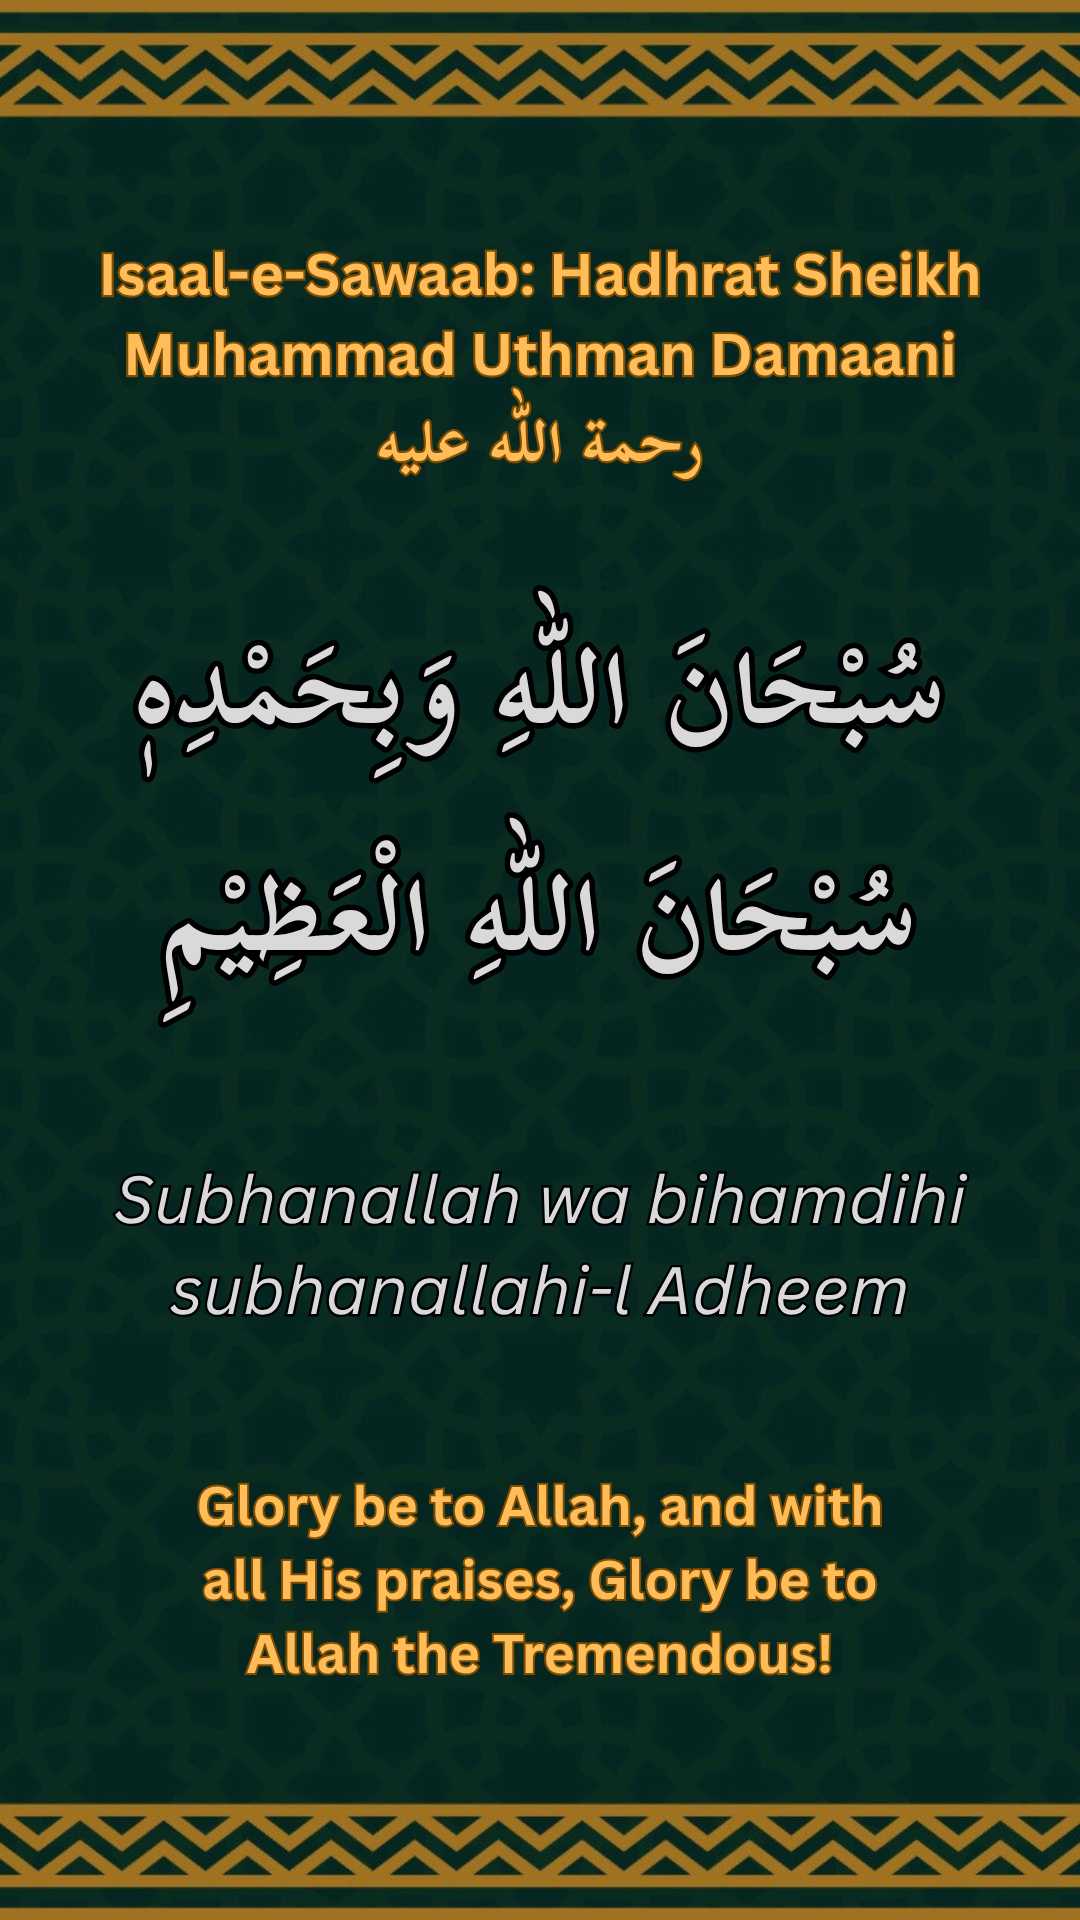 Isaal-e-Sawaab: Hadhrat Sheikh
Muhammad Uthman Damaani
رحمة الله عليه
سُبْحَانَ اللّٰهِ وَبِحَمْدِهٖ
سُبْحَانَ اللّٰهِ الْعَظِيْمِ
Subhanallah wa bihamdihi
subhanallahi-l Adheem
Glory be to Allah, and with
all His praises, Glory be to
Allah the Tremendous!